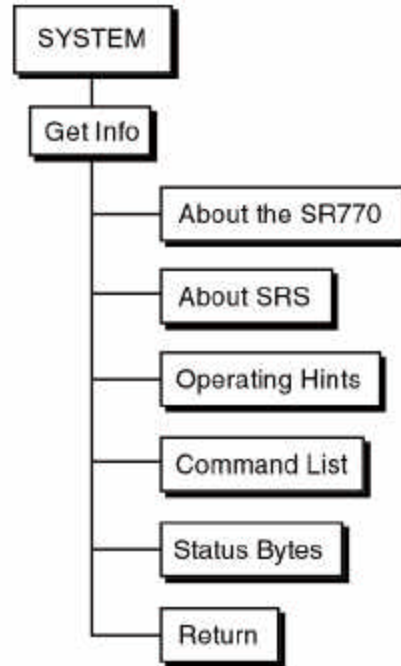 SYSTEM
Get Info
About the SR770
About SRS
Operating Hints
Command List
Status Bytes
Return